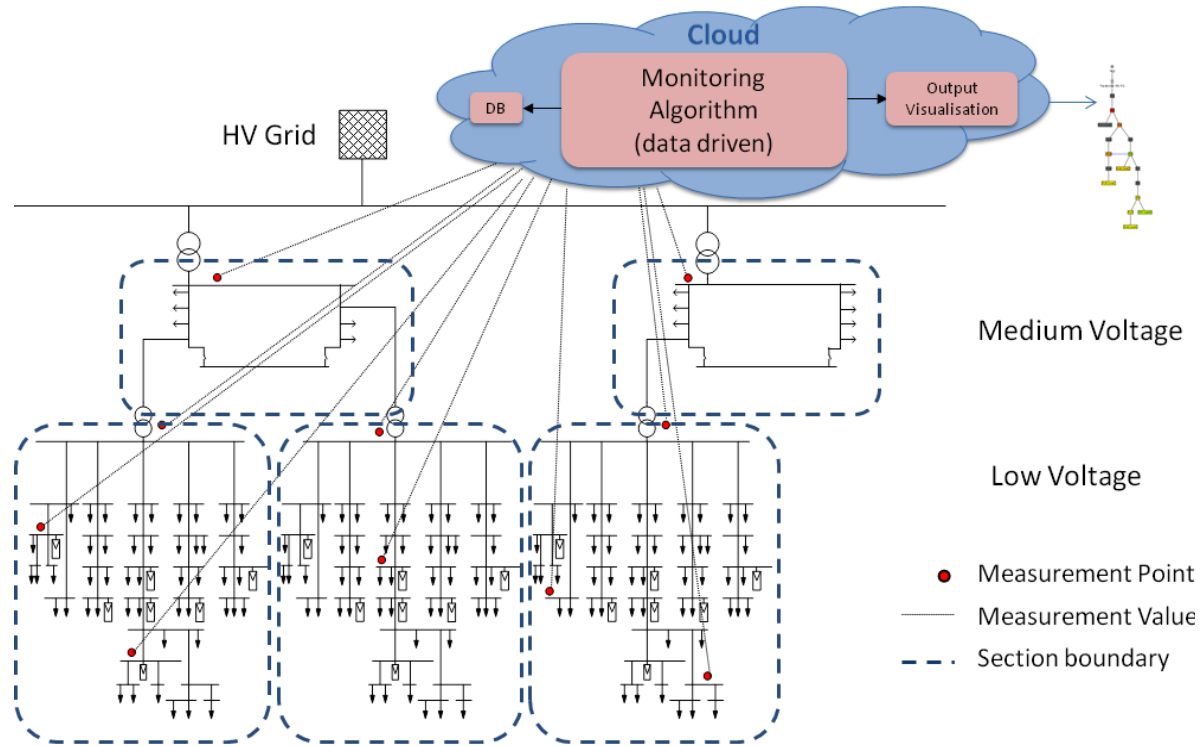 Cloud
Monitoring
Algorithm
(data driven)
DB
Output
Visualisation
HV Grid
Medium Voltage
Low Voltage
Measurement Point
Measurement Value
Section boundary